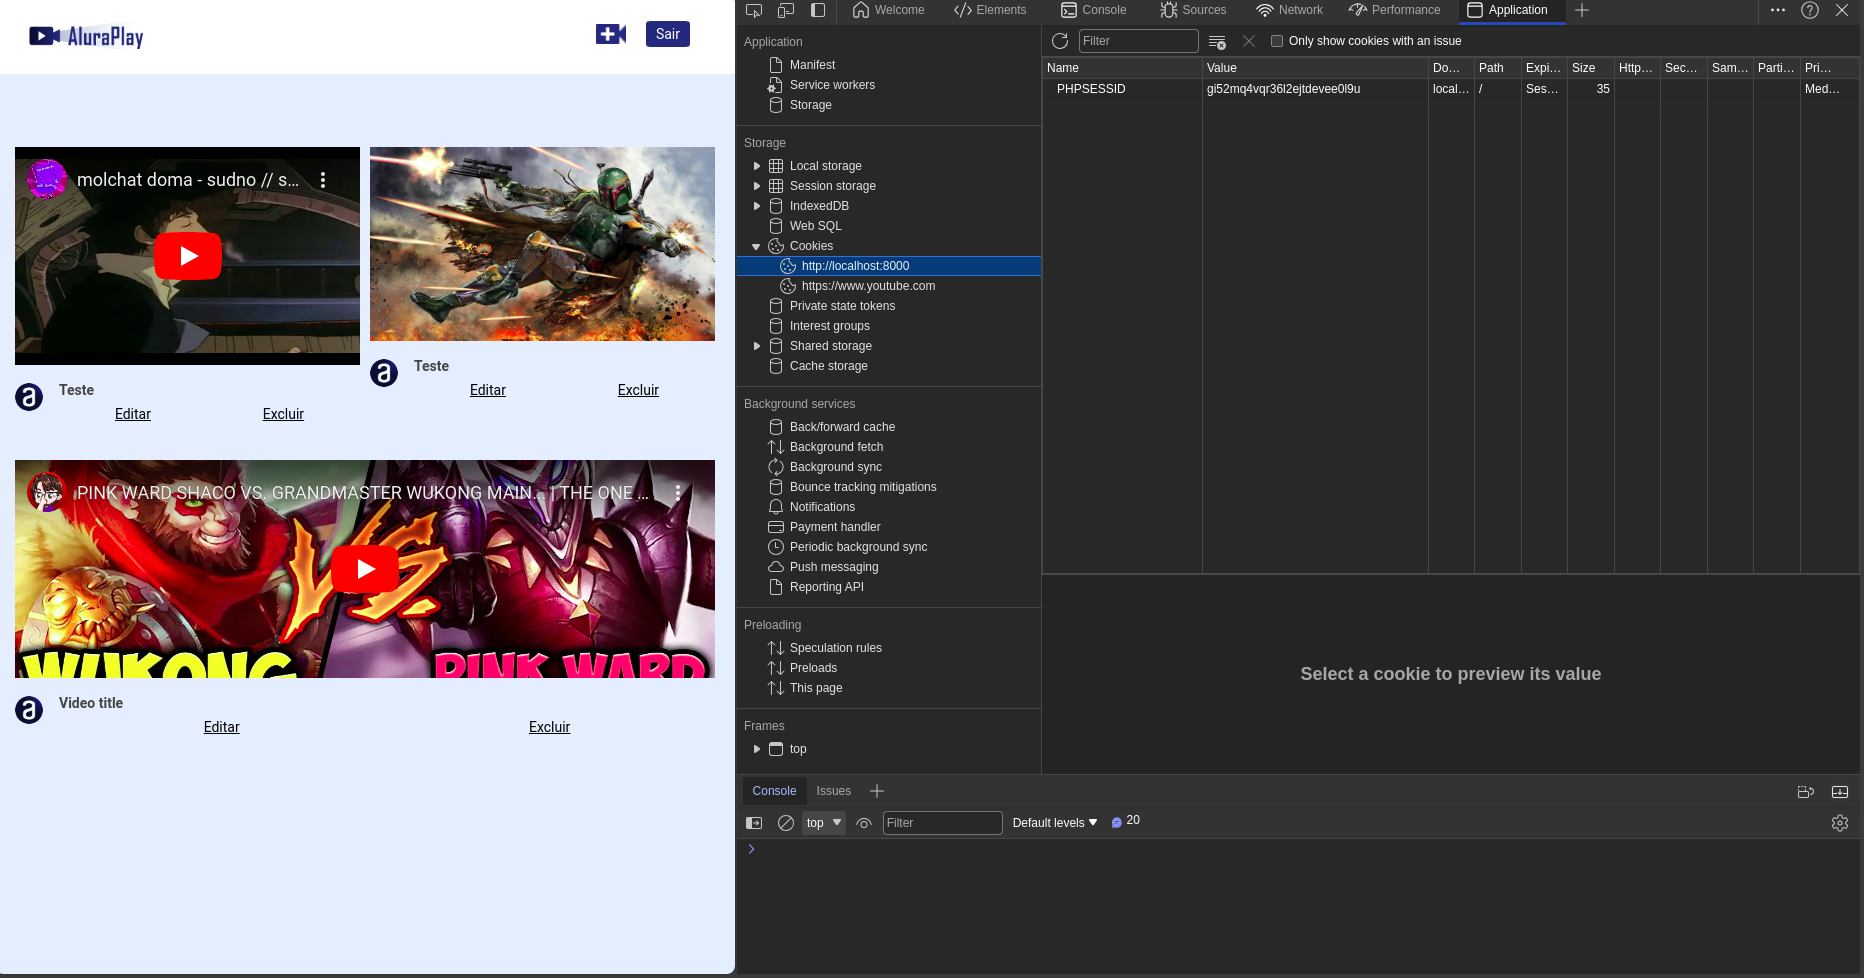 AluraPlay
Sair
molchat doma - sudno // s...
Teste
Editar
Excluir
Teste
Editar
Excluir
PINK WARD SHACO VS. GRANDMASTER WUKONG MAIN... | THE ONE ...
VS.
WUKONG
PINK WARD
Video title
Editar
Excluir
Welcome
Elements
Console
Sources
Network
Performance
Application
Application
Manifest
Service workers
Storage
Storage
Local storage
Session storage
IndexedDB
Web SQL
Cookies
http://localhost:8000
https://www.youtube.com
Private state tokens
Interest groups
Shared storage
Cache storage
Background services
Back/forward cache
Background fetch
Background sync
Bounce tracking mitigations
Notifications
Payment handler
Periodic background sync
Push messaging
Reporting API
Preloading
Speculation rules
Preloads
This page
Frames
top
Filter
Only show cookies with an issue
Name Value Do... Path Expi... Size Http... Sec... Sam... Parti... Pri...
PHPSESSID gi52mq4vqr36l2ejtdevee0l9u local... / Ses... 35 Med...
Select a cookie to preview its value
Console
Issues
top
Filter
Default levels
20